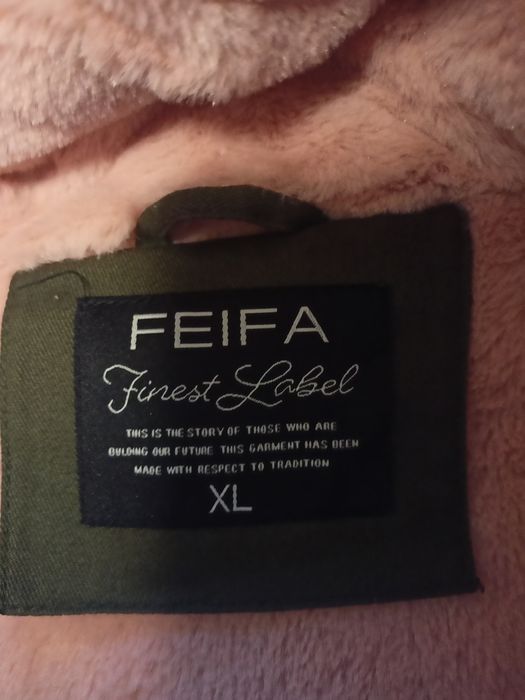 FEIFA
Finest Label
THIS IS THE STORY OF THOSE WHO ARE
BULDING OUR FUTURE THIS GARMENT HAS BEEN
MADE WITH RESPECT TO TRADITION
XL